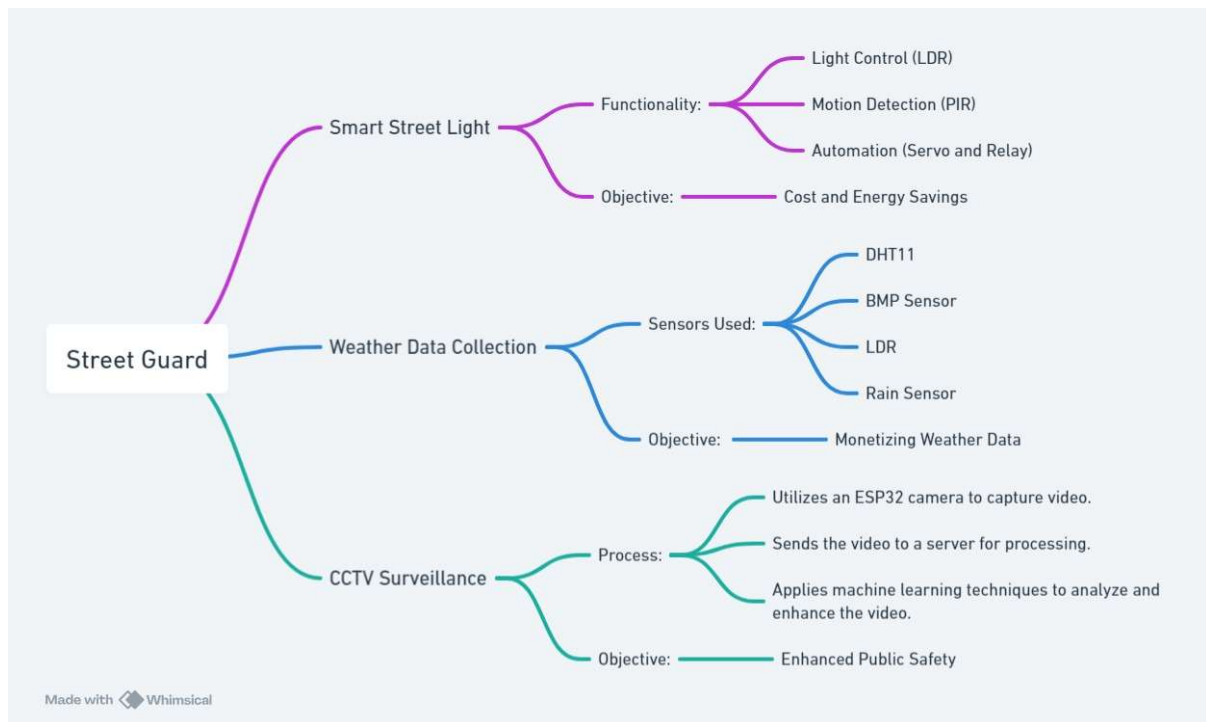 Street Guard
Smart Street Light
Functionality:
Light Control (LDR)
Motion Detection (PIR)
Automation (Servo and Relay)
Objective:
Cost and Energy Savings
Weather Data Collection
Sensors Used:
DHT11
BMP Sensor
LDR
Rain Sensor
Objective:
Monetizing Weather Data
CCTV Surveillance
Process:
Utilizes an ESP32 camera to capture video.
Sends the video to a server for processing.
Applies machine learning techniques to analyze and
enhance the video.
Objective:
Enhanced Public Safety
Made with Whimsical